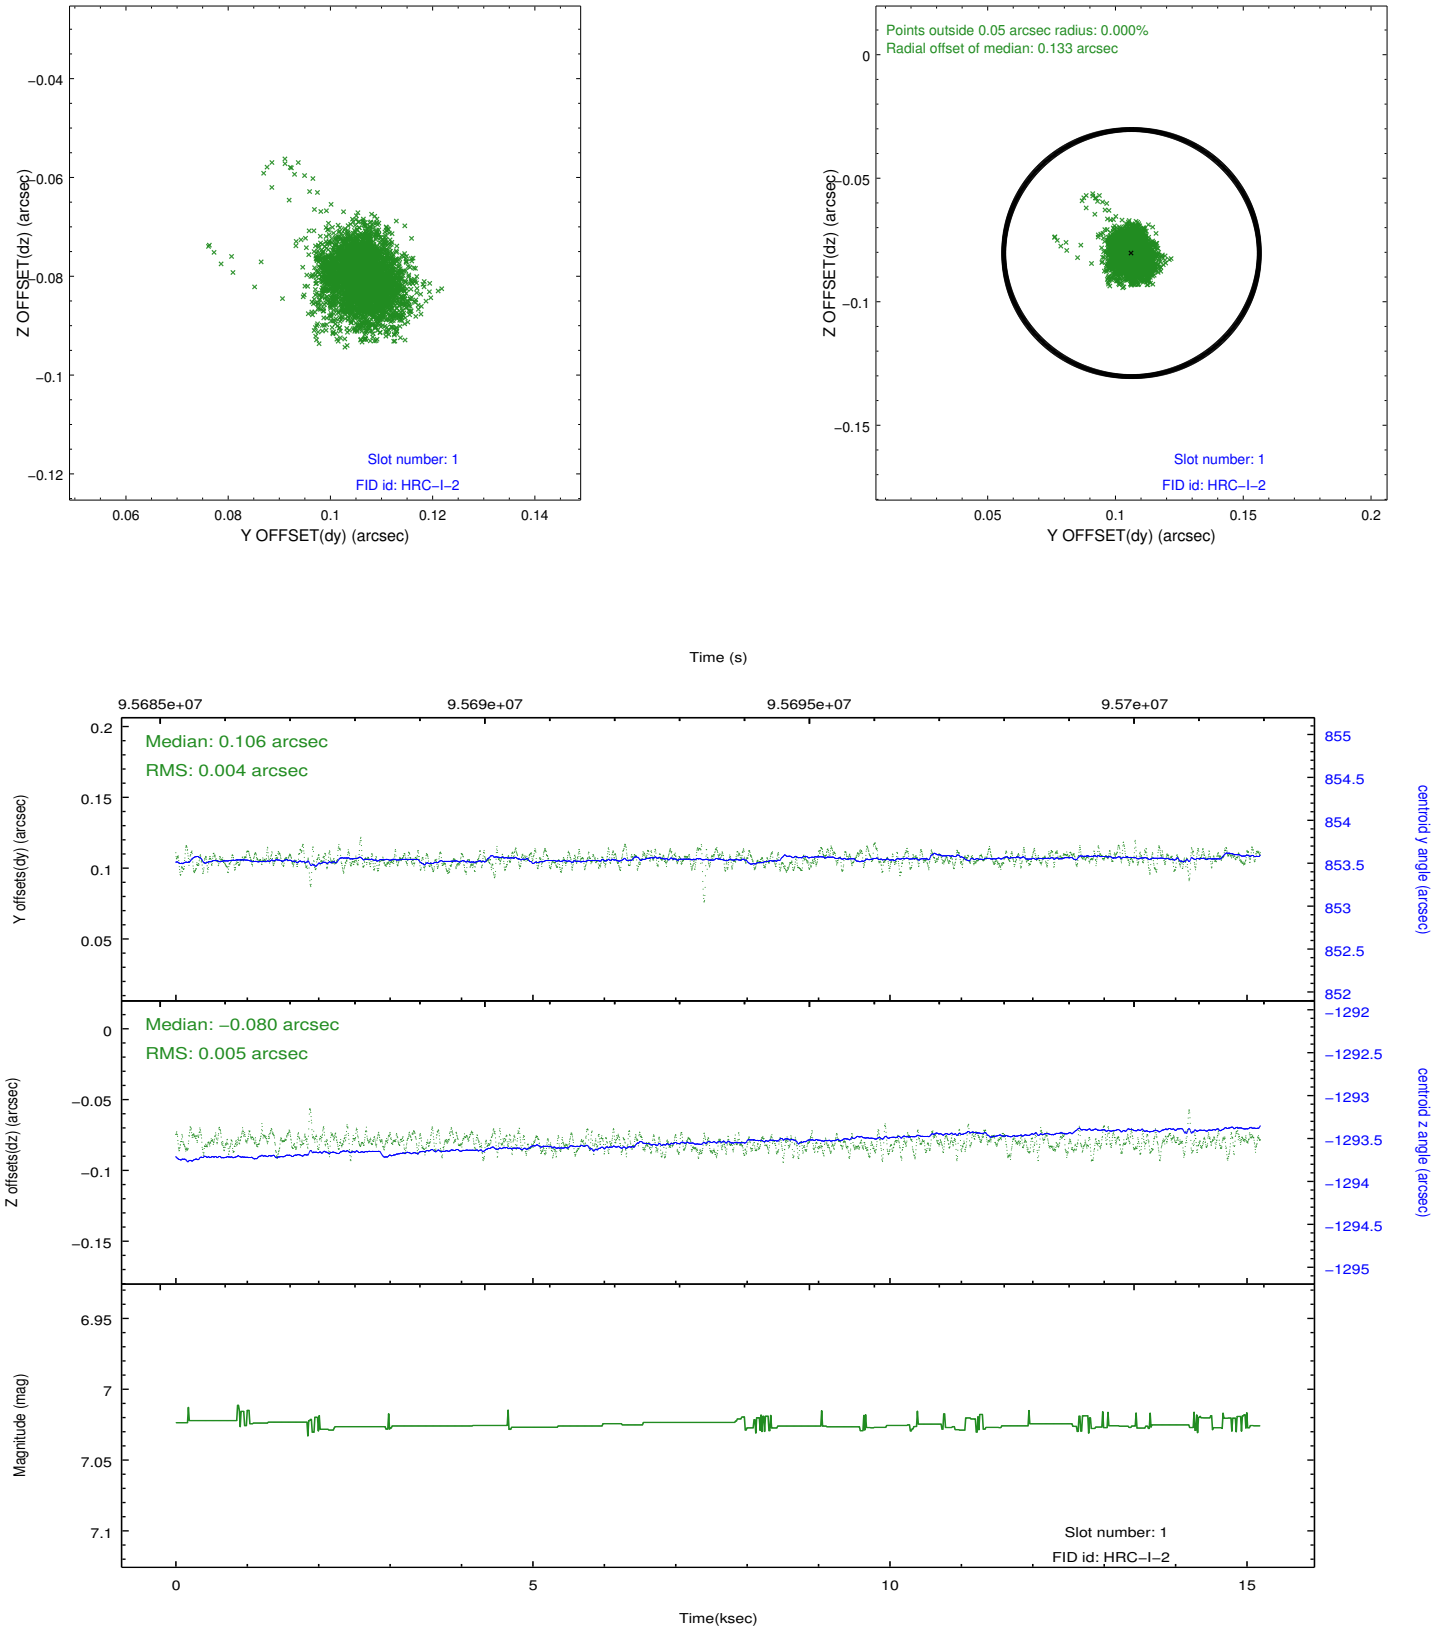 Points outside 0.05 arcsec radius: 0.000%
Radial offset of median: 0.133 arcsec
−0.04
−0.06
−0.08
−0.1
−0.12
Z OFFSET(dz) (arcsec)
0.06
0.08
0.1
0.12
0.14
Y OFFSET(dy) (arcsec)
Slot number: 1
FID id: HRC−I−2
0
−0.05
−0.1
−0.15
Z OFFSET(dz) (arcsec)
0.05
0.1
0.15
0.2
Y OFFSET(dy) (arcsec)
Slot number: 1
FID id: HRC−I−2
Time (s)
9.5685e+07
9.569e+07
9.5695e+07
9.57e+07
Median: 0.106 arcsec
RMS: 0.004 arcsec
0.2
0.15
0.1
0.05
Y offsets(dy) (arcsec)
855
854.5
854
853.5
853
852.5
852
centroid y angle (arcsec)
Median: −0.080 arcsec
RMS: 0.005 arcsec
0
−0.05
−0.1
−0.15
Z offsets(dz) (arcsec)
−1292
−1292.5
−1293
−1293.5
−1294
−1294.5
−1295
centroid z angle (arcsec)
6.95
7
7.05
7.1
Magnitude (mag)
Slot number: 1
FID id: HRC−I−2
0
5
10
15
Time(ksec)